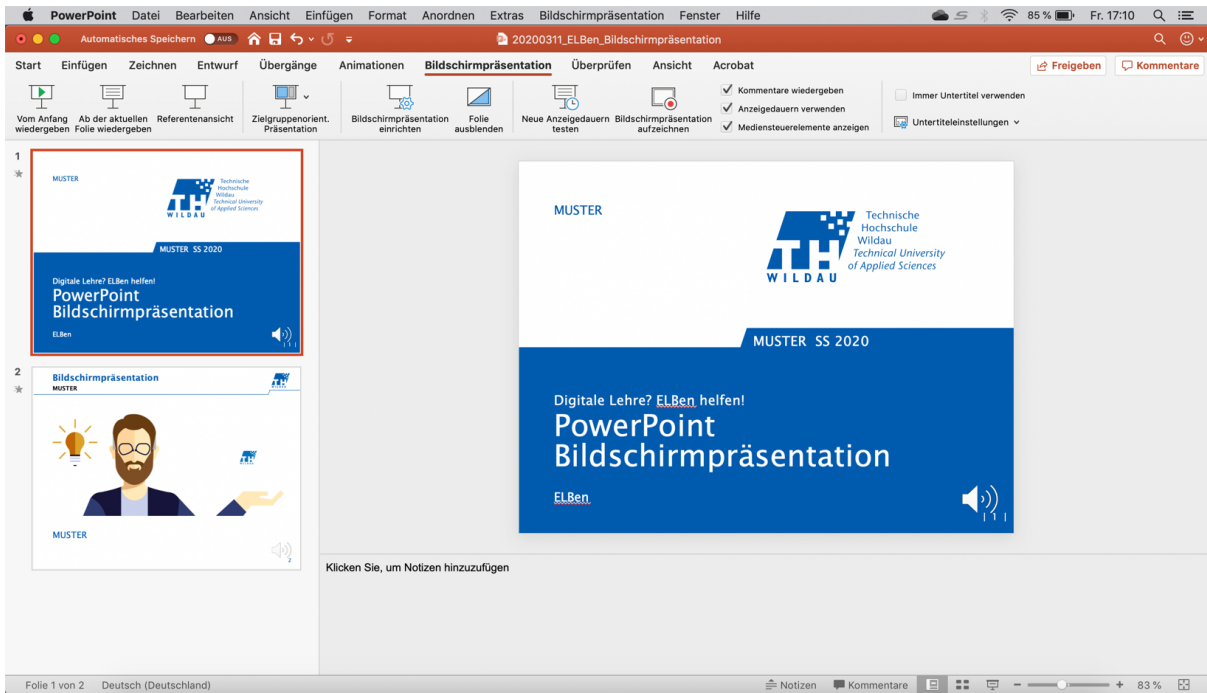 PowerPoint Datei Bearbeiten Ansicht Einfügen Format Anordnen Extras Bildschirmpräsentation Fenster Hilfe 85 % Fr. 17:10
Automatisches Speichern AUS 20200311_ELBen_Bildschirmpräsentation
Start Einfügen Zeichnen Entwurf Übergänge Animationen Bildschirmpräsentation Überprüfen Ansicht Acrobat Freigeben Kommentare
Vom Anfang wiedergeben
Ab der aktuellen Folie wiedergeben
Referentenansicht
Zielgruppenorient. Präsentation
Bildschirmpräsentation einrichten
Folie ausblenden
Neue Anzeigedauern testen
Bildschirmpräsentation aufzeichnen
Kommentare wiedergeben
Anzeigedauern verwenden
Mediensteuerelemente anzeigen
Immer Untertitel verwenden
Untertiteleinstellungen
1
MUSTER
Technische
Hochschule
Wildau
Technical University
of Applied Sciences
TH
WILDAU
MUSTER SS 2020
Digitale Lehre? ELBen helfen!
PowerPoint
Bildschirmpräsentation
ELBen
1
2
Bildschirmpräsentation
MUSTER
MUSTER
2
MUSTER
Technische
Hochschule
Wildau
Technical University
of Applied Sciences
TH
WILDAU
MUSTER SS 2020
Digitale Lehre? ELBen helfen!
PowerPoint
Bildschirmpräsentation
ELBen
| 1 |
Klicken Sie, um Notizen hinzuzufügen
Folie 1 von 2 Deutsch (Deutschland) Notizen Kommentare 83 %